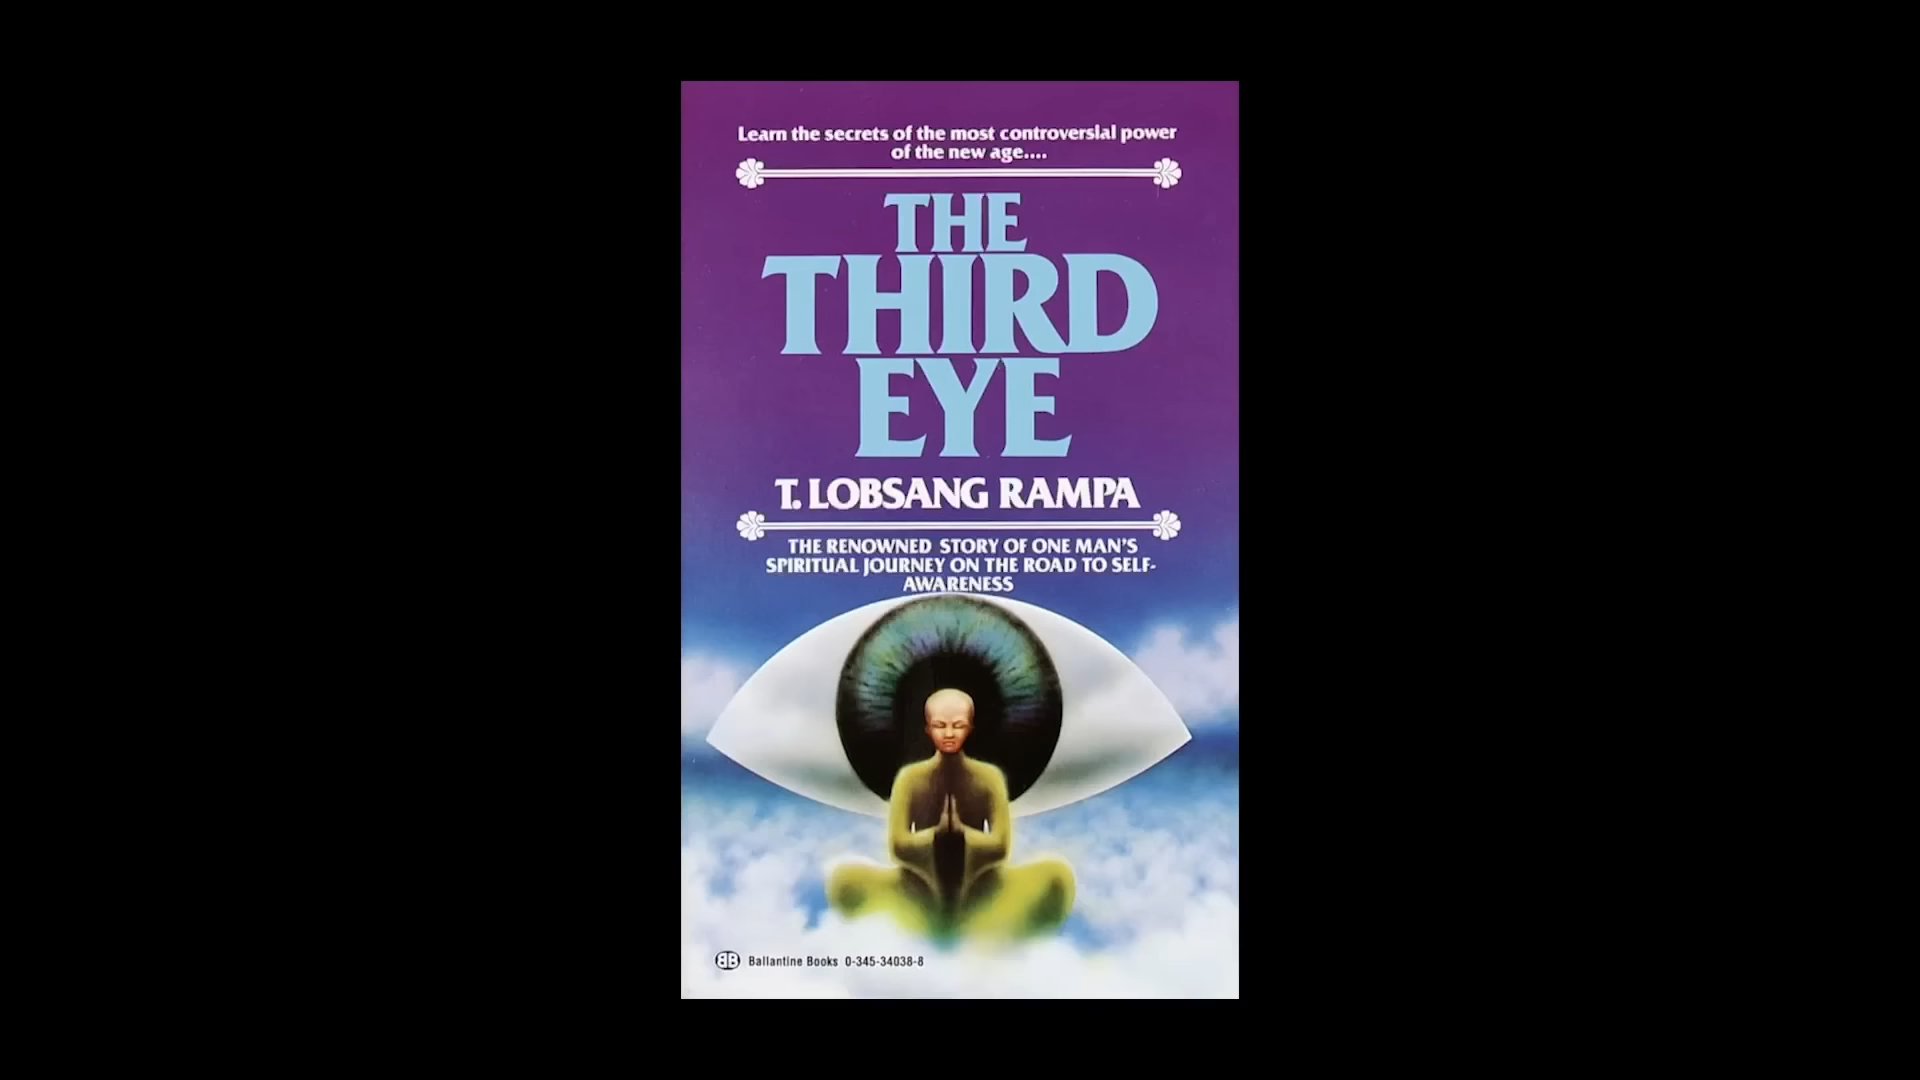 Learn the secrets of the most controversial power
of the new age....
THE
THIRD
EYE
T. LOBSANG RAMPA
THE RENOWNED STORY OF ONE MAN'S
SPIRITUAL JOURNEY ON THE ROAD TO SELF-
AWARENESS
BB Ballantine Books 0-345-34038-8